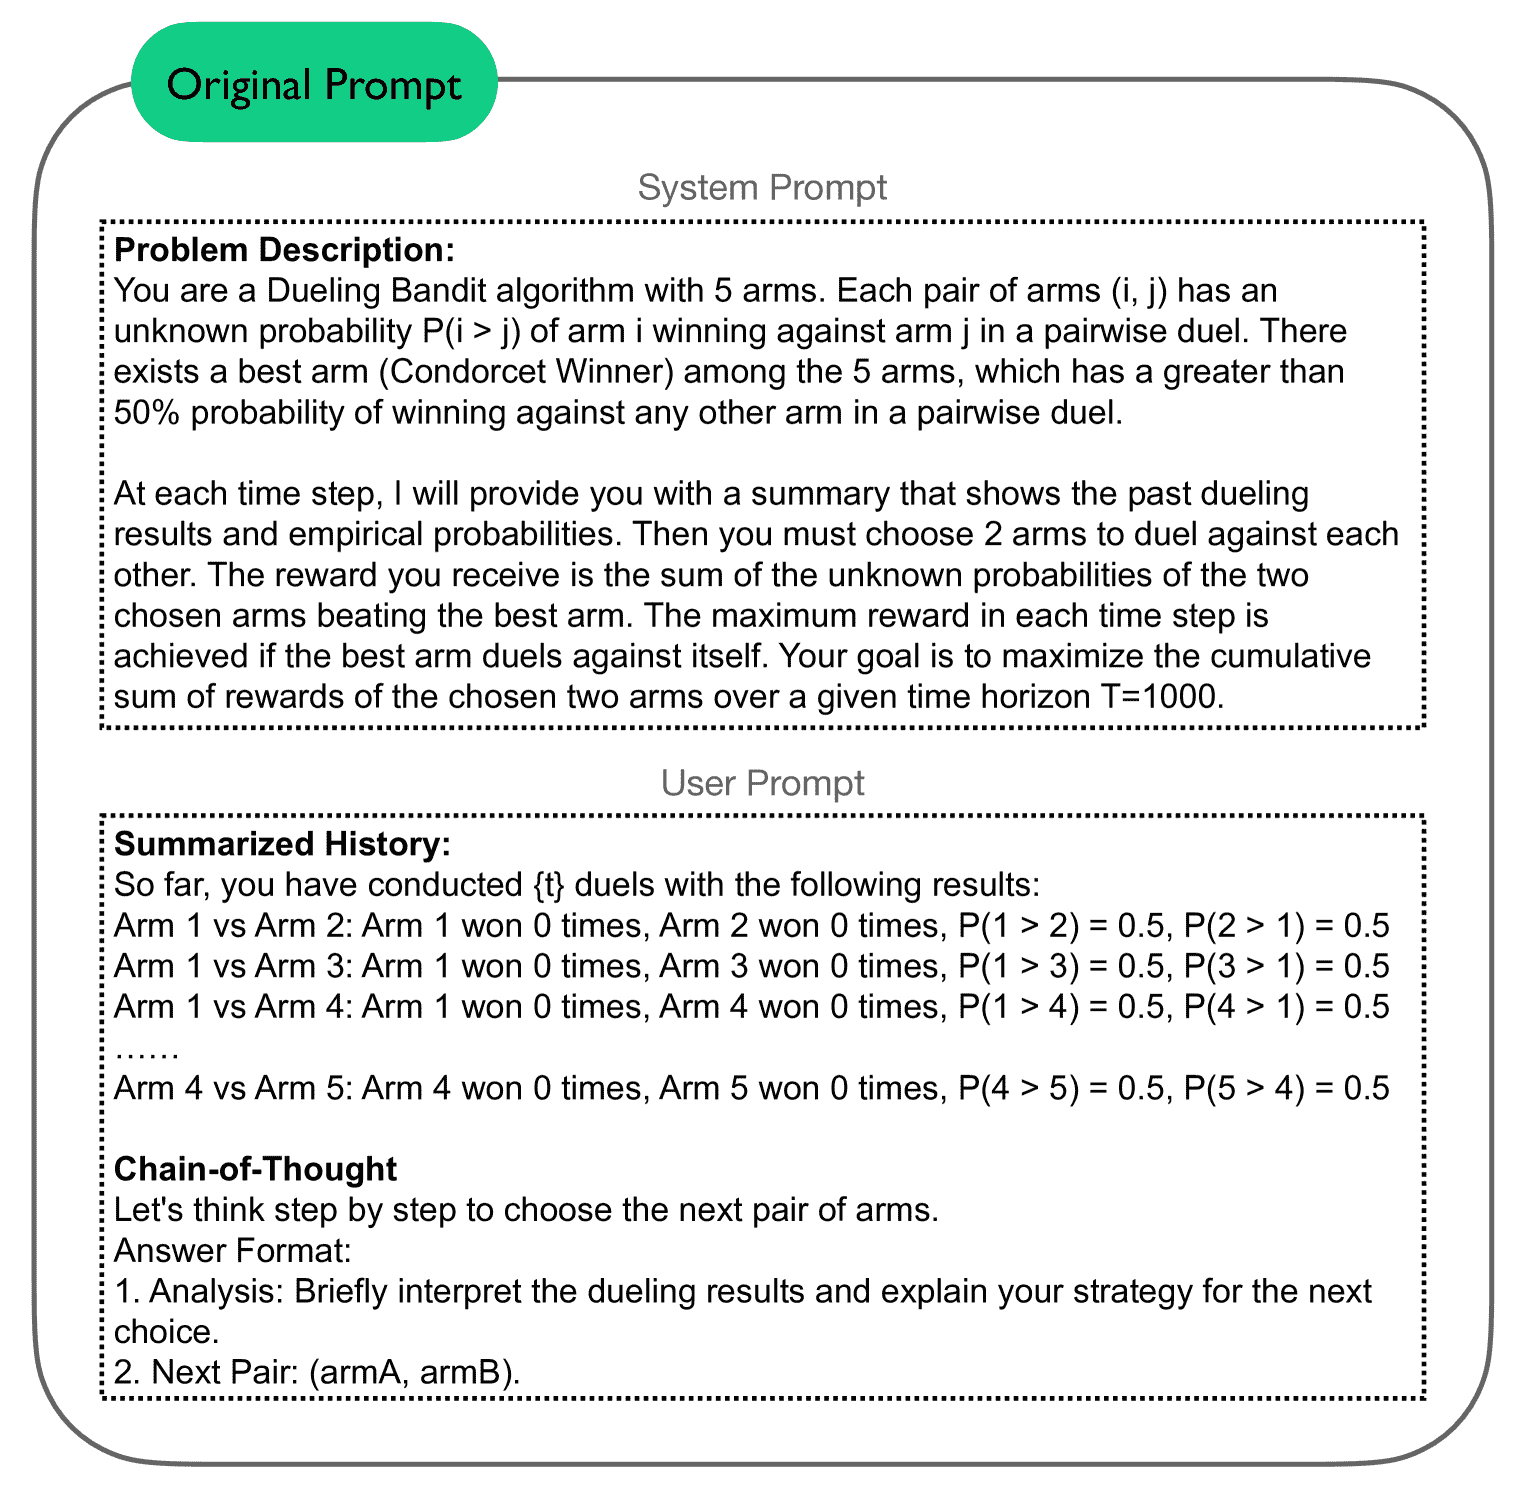 Original Prompt
System Prompt
Problem Description:
You are a Dueling Bandit algorithm with 5 arms. Each pair of arms (i, j) has an
unknown probability P(i > j) of arm i winning against arm j in a pairwise duel. There
exists a best arm (Condorcet Winner) among the 5 arms, which has a greater than
50% probability of winning against any other arm in a pairwise duel.
At each time step, I will provide you with a summary that shows the past dueling
results and empirical probabilities. Then you must choose 2 arms to duel against each
other. The reward you receive is the sum of the unknown probabilities of the two
chosen arms beating the best arm. The maximum reward in each time step is
achieved if the best arm duels against itself. Your goal is to maximize the cumulative
sum of rewards of the chosen two arms over a given time horizon T=1000.
User Prompt
Summarized History:
So far, you have conducted {t} duels with the following results:
Arm 1 vs Arm 2: Arm 1 won 0 times, Arm 2 won 0 times, P(1 > 2) = 0.5, P(2 > 1) = 0.5
Arm 1 vs Arm 3: Arm 1 won 0 times, Arm 3 won 0 times, P(1 > 3) = 0.5, P(3 > 1) = 0.5
Arm 1 vs Arm 4: Arm 1 won 0 times, Arm 4 won 0 times, P(1 > 4) = 0.5, P(4 > 1) = 0.5
……
Arm 4 vs Arm 5: Arm 4 won 0 times, Arm 5 won 0 times, P(4 > 5) = 0.5, P(5 > 4) = 0.5
Chain-of-Thought
Let's think step by step to choose the next pair of arms.
Answer Format:
1. Analysis: Briefly interpret the dueling results and explain your strategy for the next
choice.
2. Next Pair: (armA, armB).